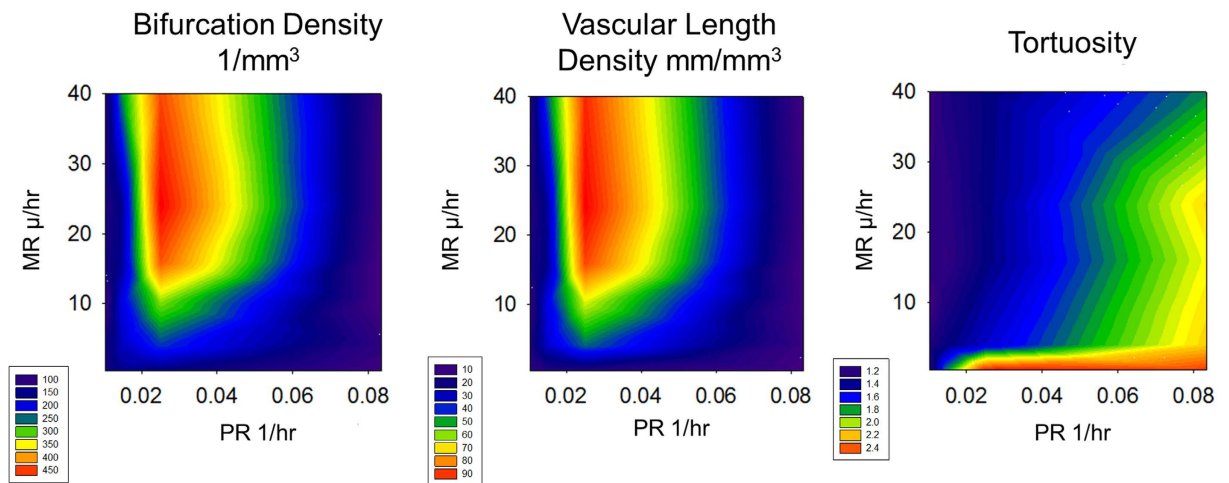 Bifurcation Density
1/mm³
40
30
20
10
MR µ/hr
0.02 0.04 0.06 0.08
PR 1/hr
100
150
200
250
300
350
400
450
Vascular Length
Density mm/mm³
40
30
20
10
MR µ/hr
0.02 0.04 0.06 0.08
PR 1/hr
10
20
30
40
50
60
70
80
90
Tortuosity
40
30
20
10
MR µ/hr
0.02 0.04 0.06 0.08
PR 1/hr
1.2
1.4
1.6
1.8
2.0
2.2
2.4